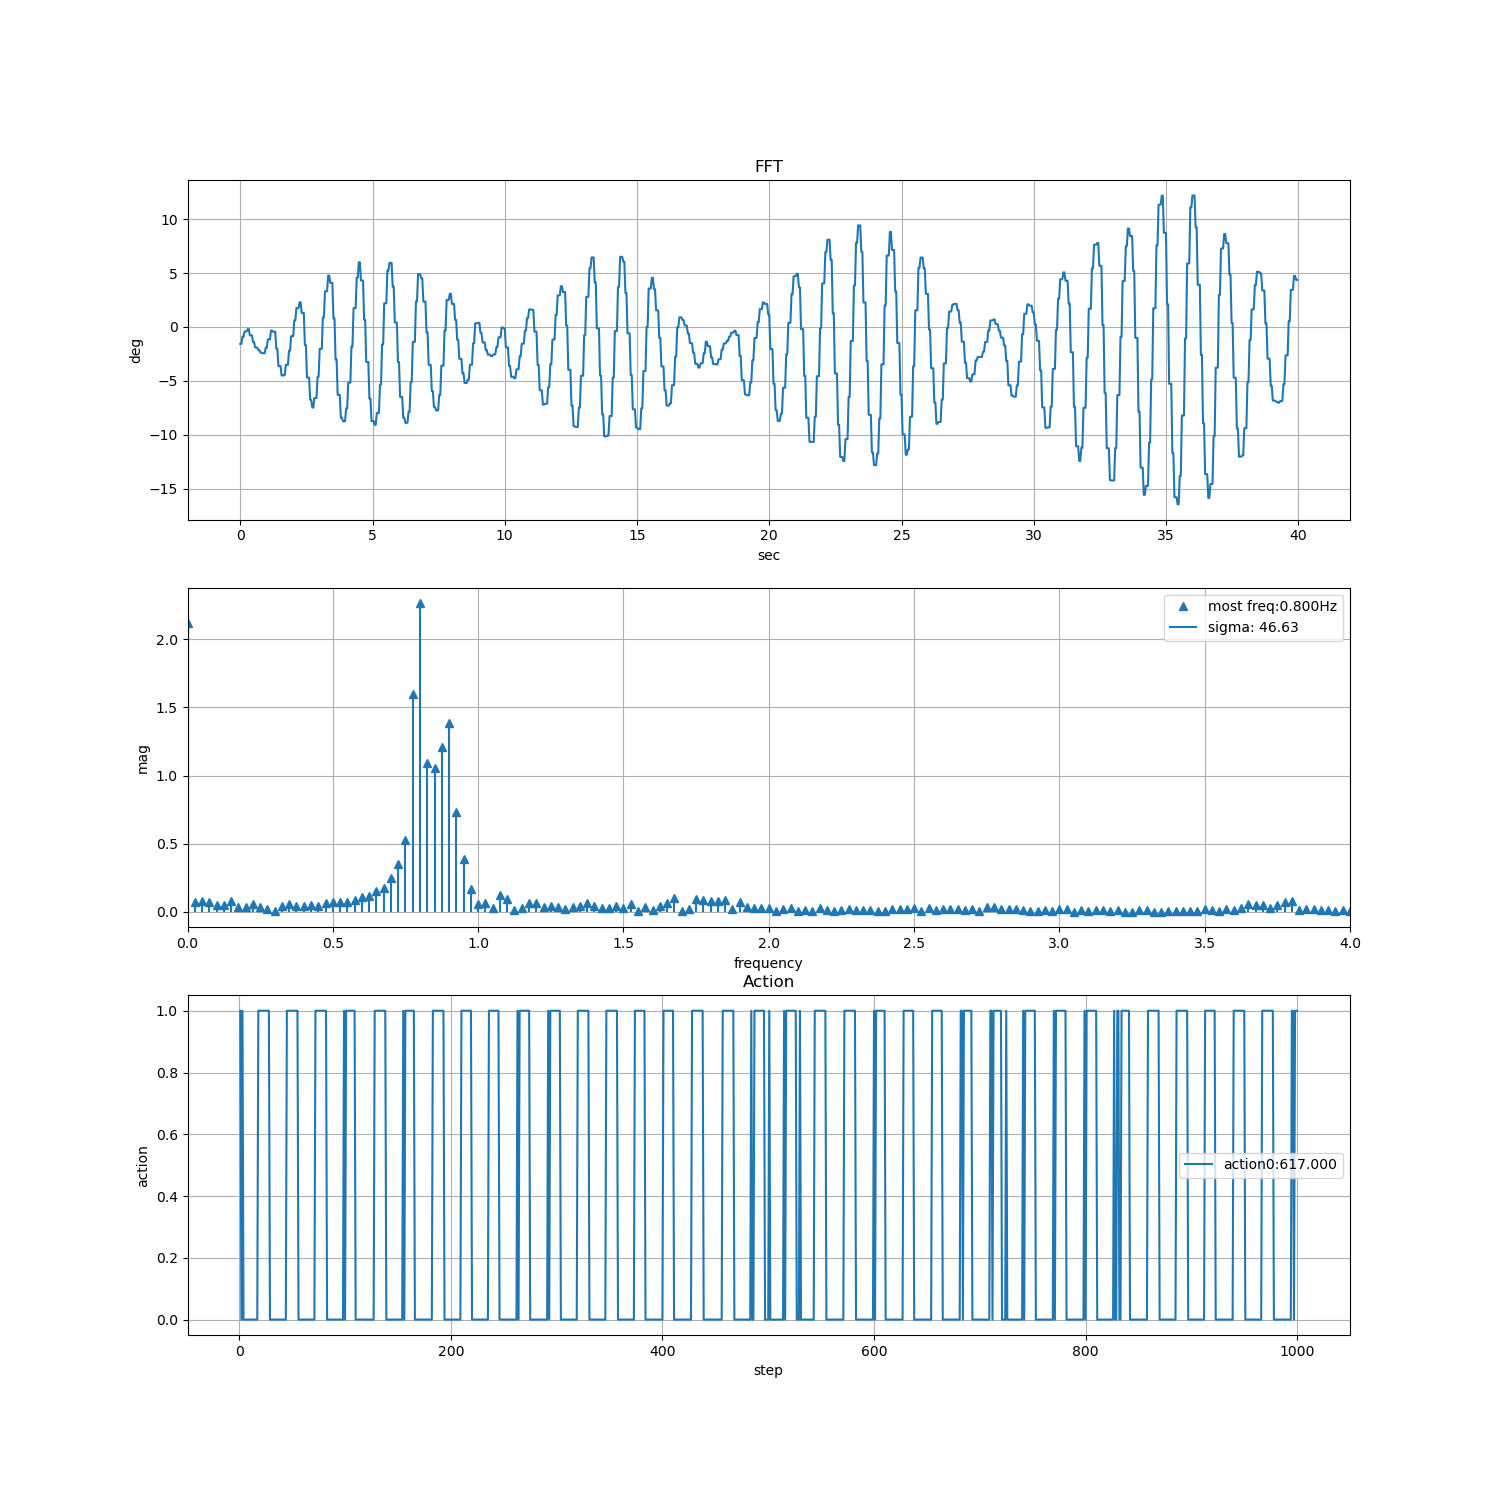 FFT
10
5
0
−5
−10
−15
deg
0 5 10 15 20 25 30 35 40
sec
most freq:0.800Hz
sigma: 46.63
2.0
1.5
1.0
0.5
0.0
mag
0.0 0.5 1.0 1.5 2.0 2.5 3.0 3.5 4.0
frequency
Action
1.0
0.8
0.6
0.4
0.2
0.0
action
action0:617.000
0 200 400 600 800 1000
step